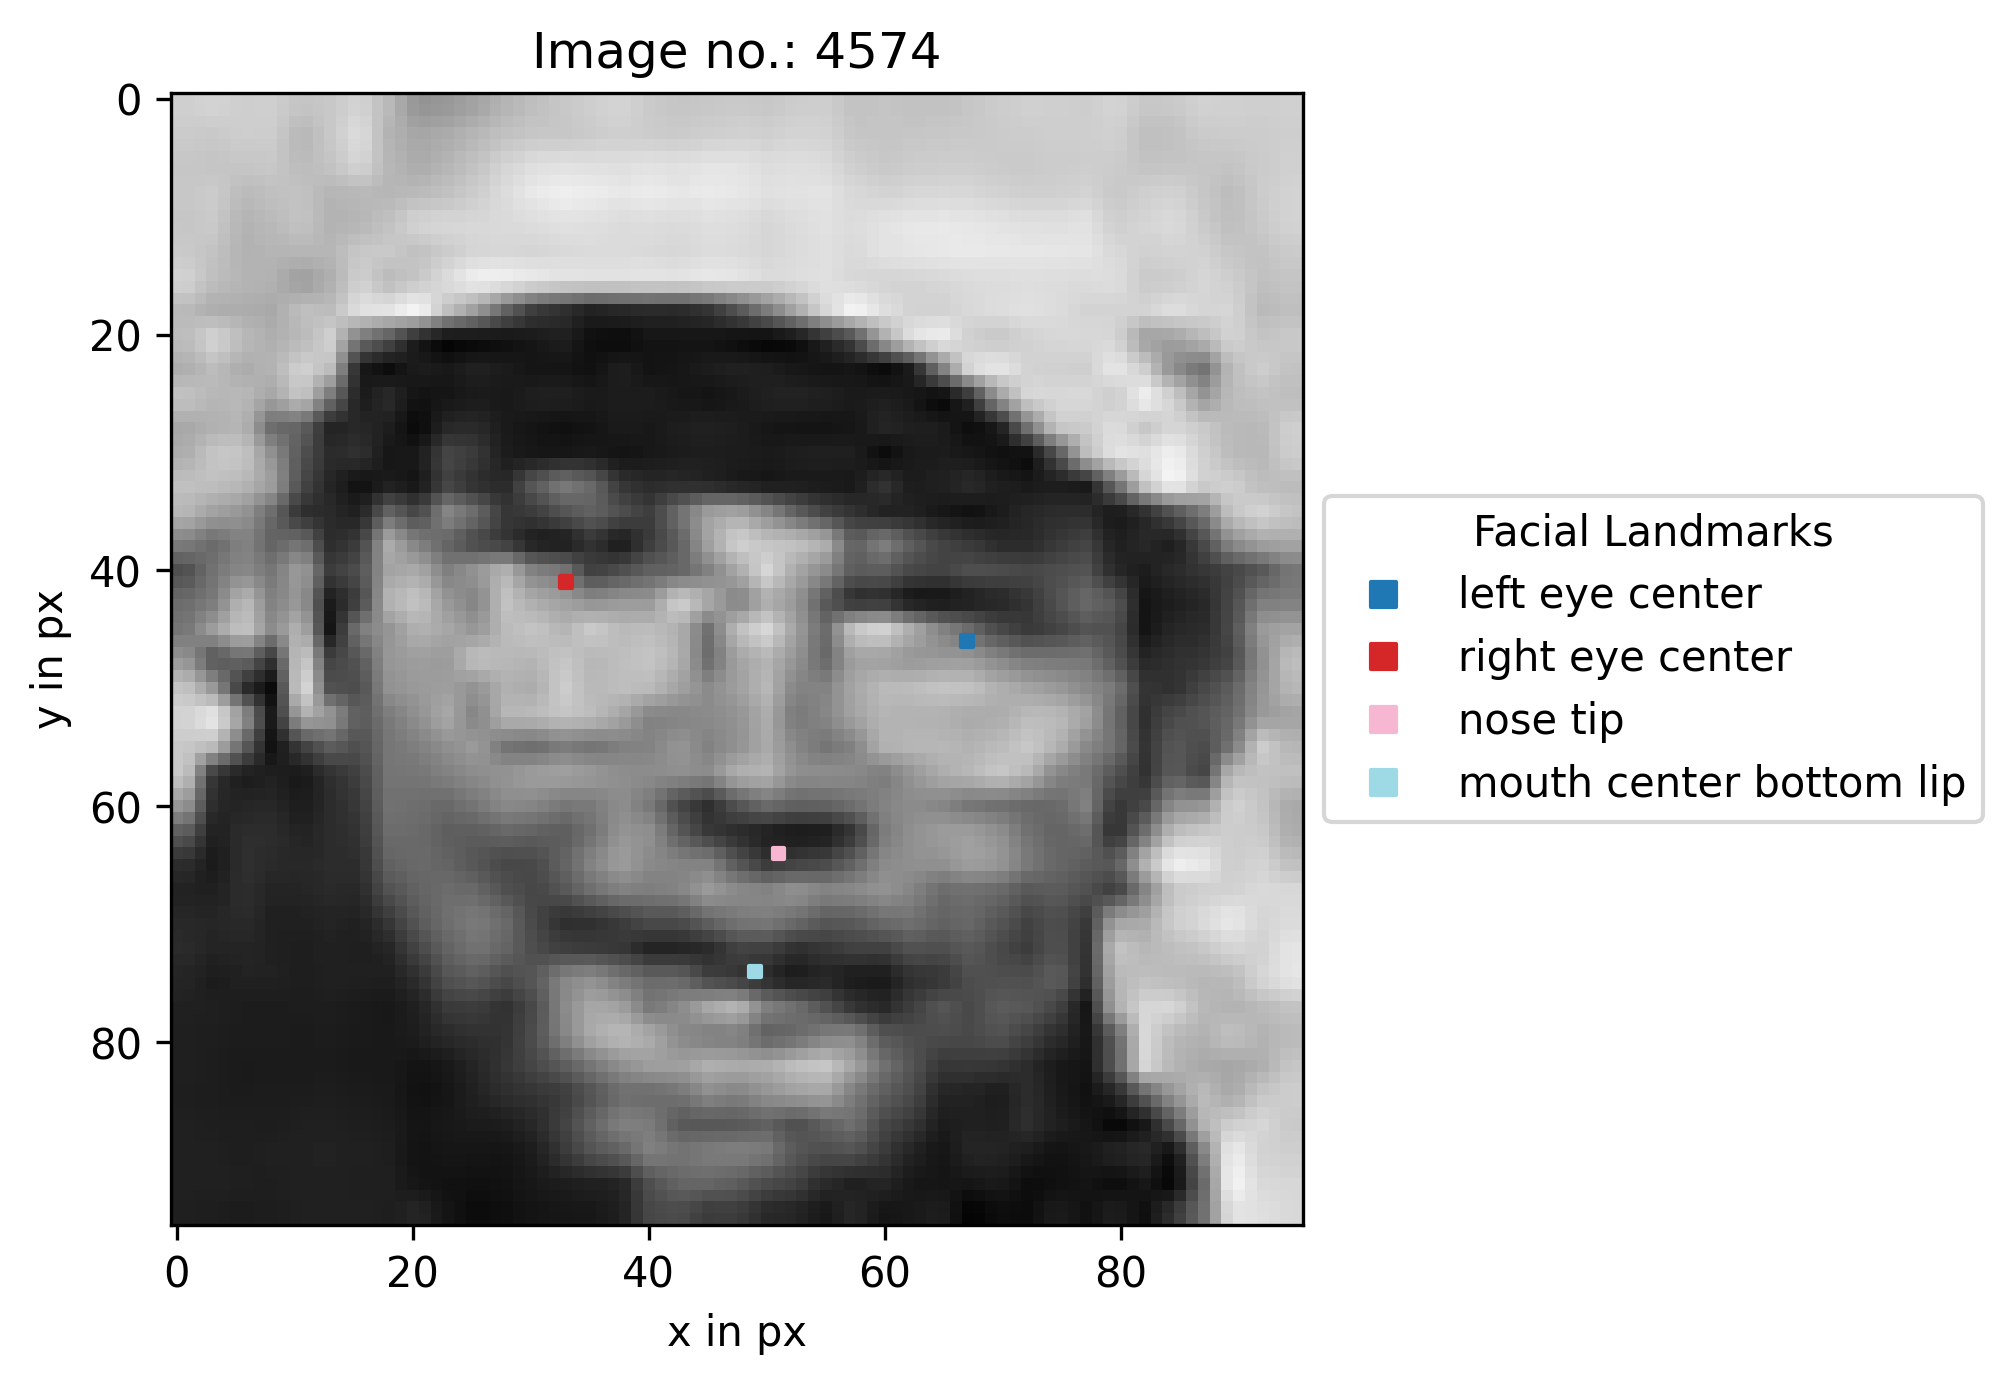 Image no.: 4574
0
20
40
60
80
y in px
0 20 40 60 80
x in px
Facial Landmarks
left eye center
right eye center
nose tip
mouth center bottom lip